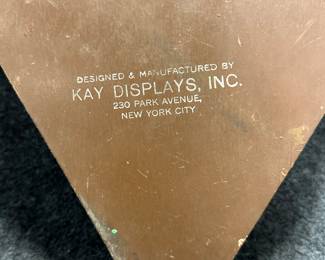 DESIGNED & MANUFACTURED BY
KAY DISPLAYS, INC.
230 PARK AVENUE,
NEW YORK CITY